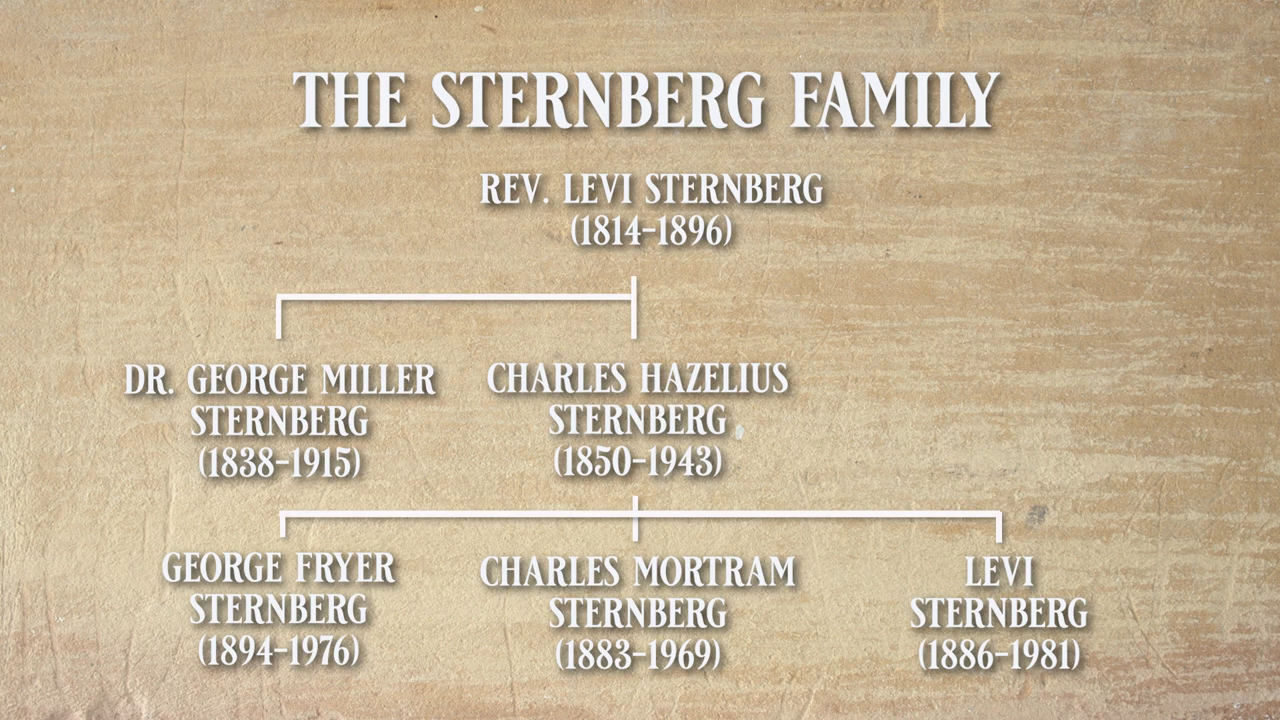 THE STERNBERG FAMILY
REV. LEVI STERNBERG
(1814-1896)
DR. GEORGE MILLER
STERNBERG
(1838-1915)
CHARLES HAZELIUS
STERNBERG
(1850-1943)
GEORGE FRYER
STERNBERG
(1894-1976)
CHARLES MORTRAM
STERNBERG
(1883-1969)
LEVI
STERNBERG
(1886-1981)